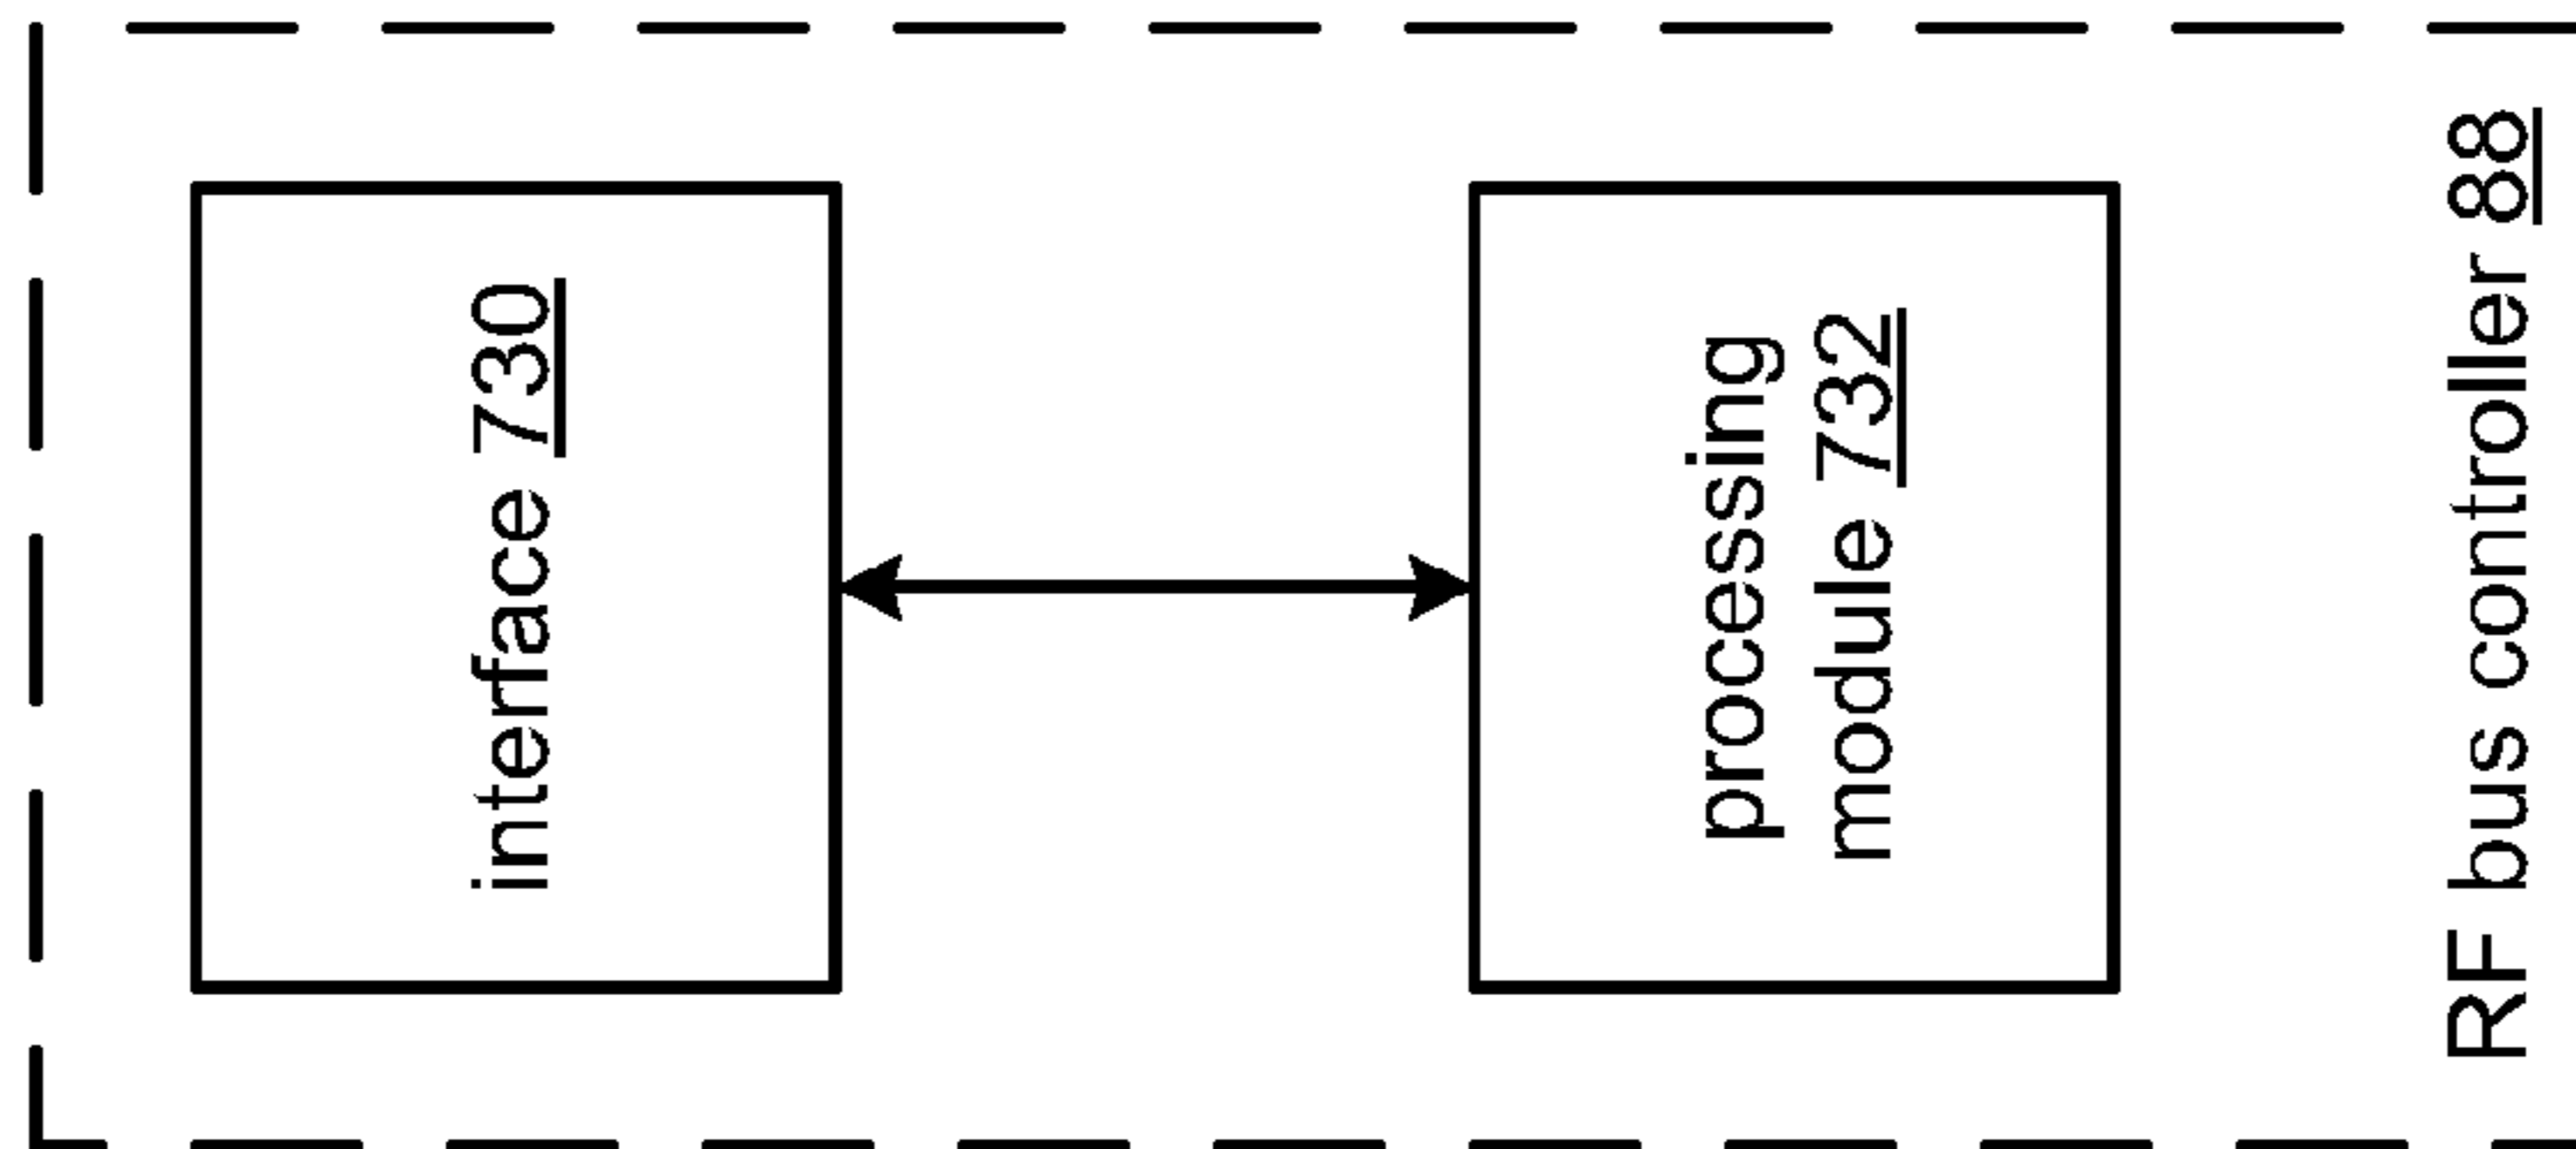 interface 730
processing
module 732
RF bus controller 88